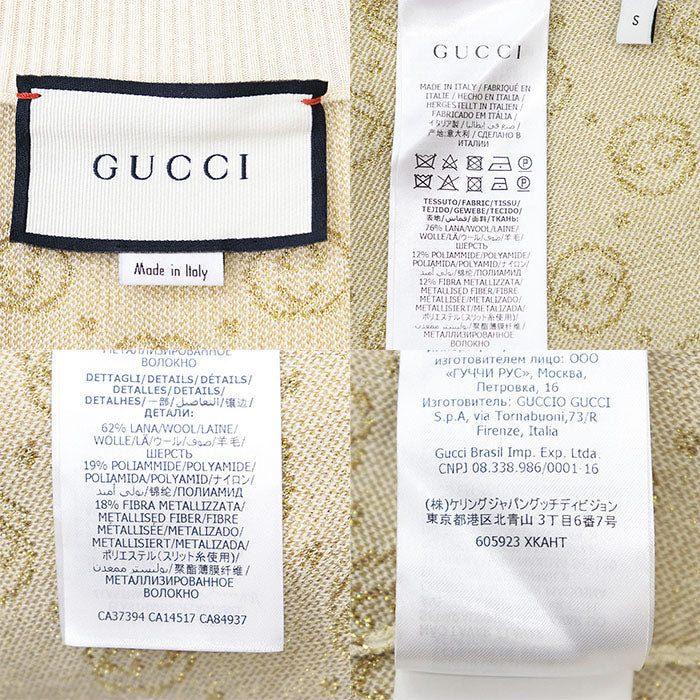 GUCCI
Made in Italy
S
GUCCI
MADE IN ITALY / FABRIQUÉ EN
ITALIE / HECHO EN ITALIA /
HERGESTELLT IN ITALIEN /
FABRICADO EM ITÁLIA /
イタリア製 / صنع في إيطاليا /
产地:意大利 / СДЕЛАНО В
ИТАЛИИ
TESSUTO/FABRIC/TISSU/
TEJIDO/GEWEBE/TECIDO/
表地/قماش/面料/ТКАНЬ:
76% LANA/WOOL/LAINE/
WOLLE/LÃ/ウール/صوف/羊毛/
ШЕРСТЬ
12% POLIAMMIDE/POLYAMIDE/
POLIAMIDA/POLYAMID/ナイロン/
بولي أميد/锦纶/ПОЛИАМИД
12% FIBRA METALLIZZATA/
METALLISED FIBER/FIBRE
MÉTALLISÉE/METALIZADO/
METALLISIERT/METALIZADA/
ポリエステル(スリット糸使用)/
بوليستر ممعدن/聚酯薄膜纤维/
МЕТАЛЛИЗИРОВАННОЕ
МЕТАЛЛИЗИРОВАННОЕ
ВОЛОКНО
DETTAGLI/DETAILS/DÉTAILS/
DETALLES/DETAILS/
DETALHES/一部/التفاصيل/镶边/
ДЕТАЛИ:
62% LANA/WOOL/LAINE/
WOLLE/LÃ/ウール/صوف/羊毛/
ШЕРСТЬ
19% POLIAMMIDE/POLYAMIDE/
POLIAMIDA/POLYAMID/ナイロン/
بولي أميد/锦纶/ПОЛИАМИД
18% FIBRA METALLIZZATA/
METALLISED FIBER/FIBRE
MÉTALLISÉE/METALIZADO/
METALLISIERT/METALIZADA/
ポリエステル(スリット糸使用)/
بوليستر ممعدن/聚酯薄膜纤维/
МЕТАЛЛИЗИРОВАННОЕ
ВОЛОКНО
CA37394 CA14517 CA84937
изготовителем лицо: ООО
"ГУЧЧИ РУС", Москва,
Петровка, 16
Изготовитель: GUCCIO GUCCI
S.p.A, via Tornabuoni,73/R
Firenze, Italia
Gucci Brasil Imp. Exp. Ltda.
CNPJ 08.338.986/0001-16
(株)ケリングジャパングッチディビジョン
東京都港区北青山 3丁目6番7号
605923 XKAHT